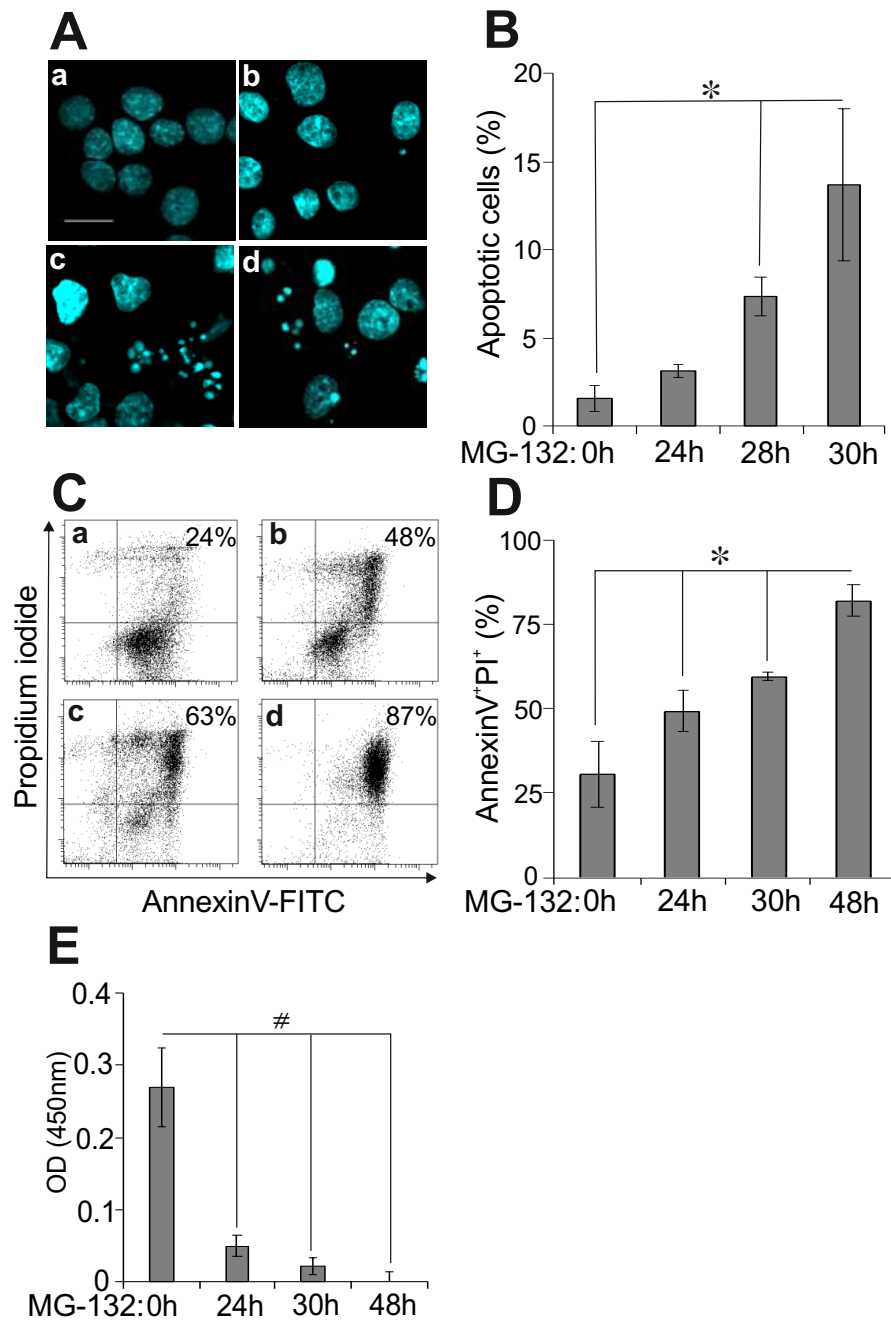 A
a
b
c
d
B
Apoptotic cells (%)
20
15
10
5
0
*
MG-132: 0h 24h 28h 30h
C
Propidium iodide
a 24%
b 48%
c 63%
d 87%
AnnexinV-FITC
D
AnnexinV⁺PI⁺ (%)
100
75
50
25
0
*
MG-132: 0h 24h 30h 48h
E
OD (450nm)
0.4
0.3
0.2
0.1
0
#
MG-132: 0h 24h 30h 48h